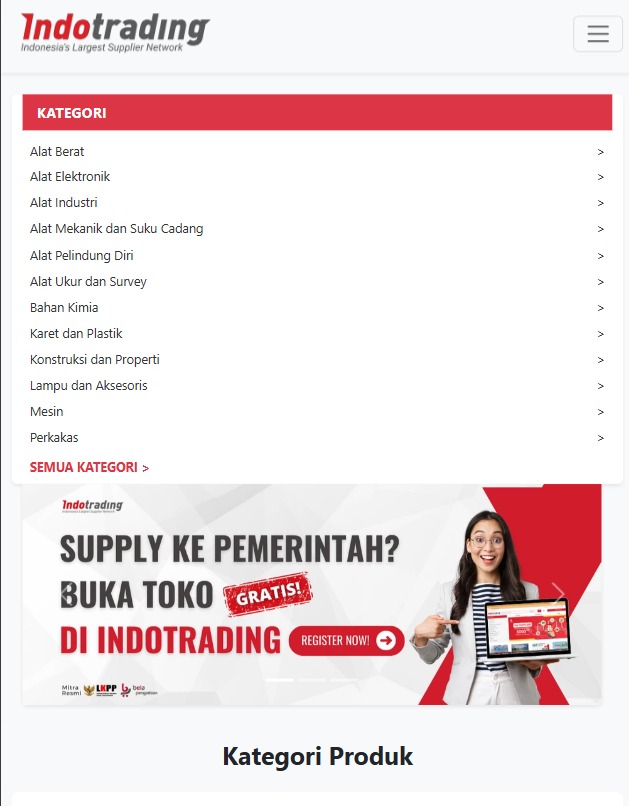 Indotrading
Indonesia's Largest Supplier Network
KATEGORI
Alat Berat >
Alat Elektronik >
Alat Industri >
Alat Mekanik dan Suku Cadang >
Alat Pelindung Diri >
Alat Ukur dan Survey >
Bahan Kimia >
Karet dan Plastik >
Konstruksi dan Properti >
Lampu dan Aksesoris >
Mesin >
Perkakas >
SEMUA KATEGORI >
Indotrading
Indonesia's Largest Supplier Network
SUPPLY KE PEMERINTAH?
BUKA TOKO GRATIS!
DI INDOTRADING REGISTER NOW!
Mitra
Resmi LKPP bela
pengadaan
Kategori Produk